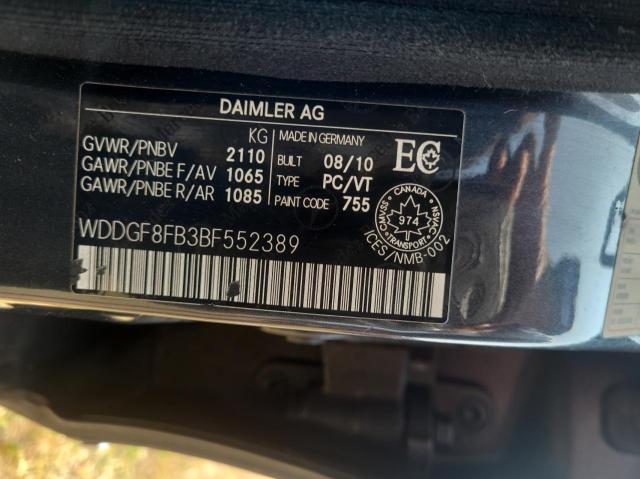 DAIMLER AG
KG
GVWR/PNBV 2110
GAWR/PNBE F/AV 1065
GAWR/PNBE R/AR 1085
MADE IN GERMANY
BUILT 08/10
TYPE PC/VT
PAINT CODE 755
EC
CANADA
CMVSS 974 NSVAC
TRANSPORT
ICES/NMB-002
WDDGF8FB3BF552389